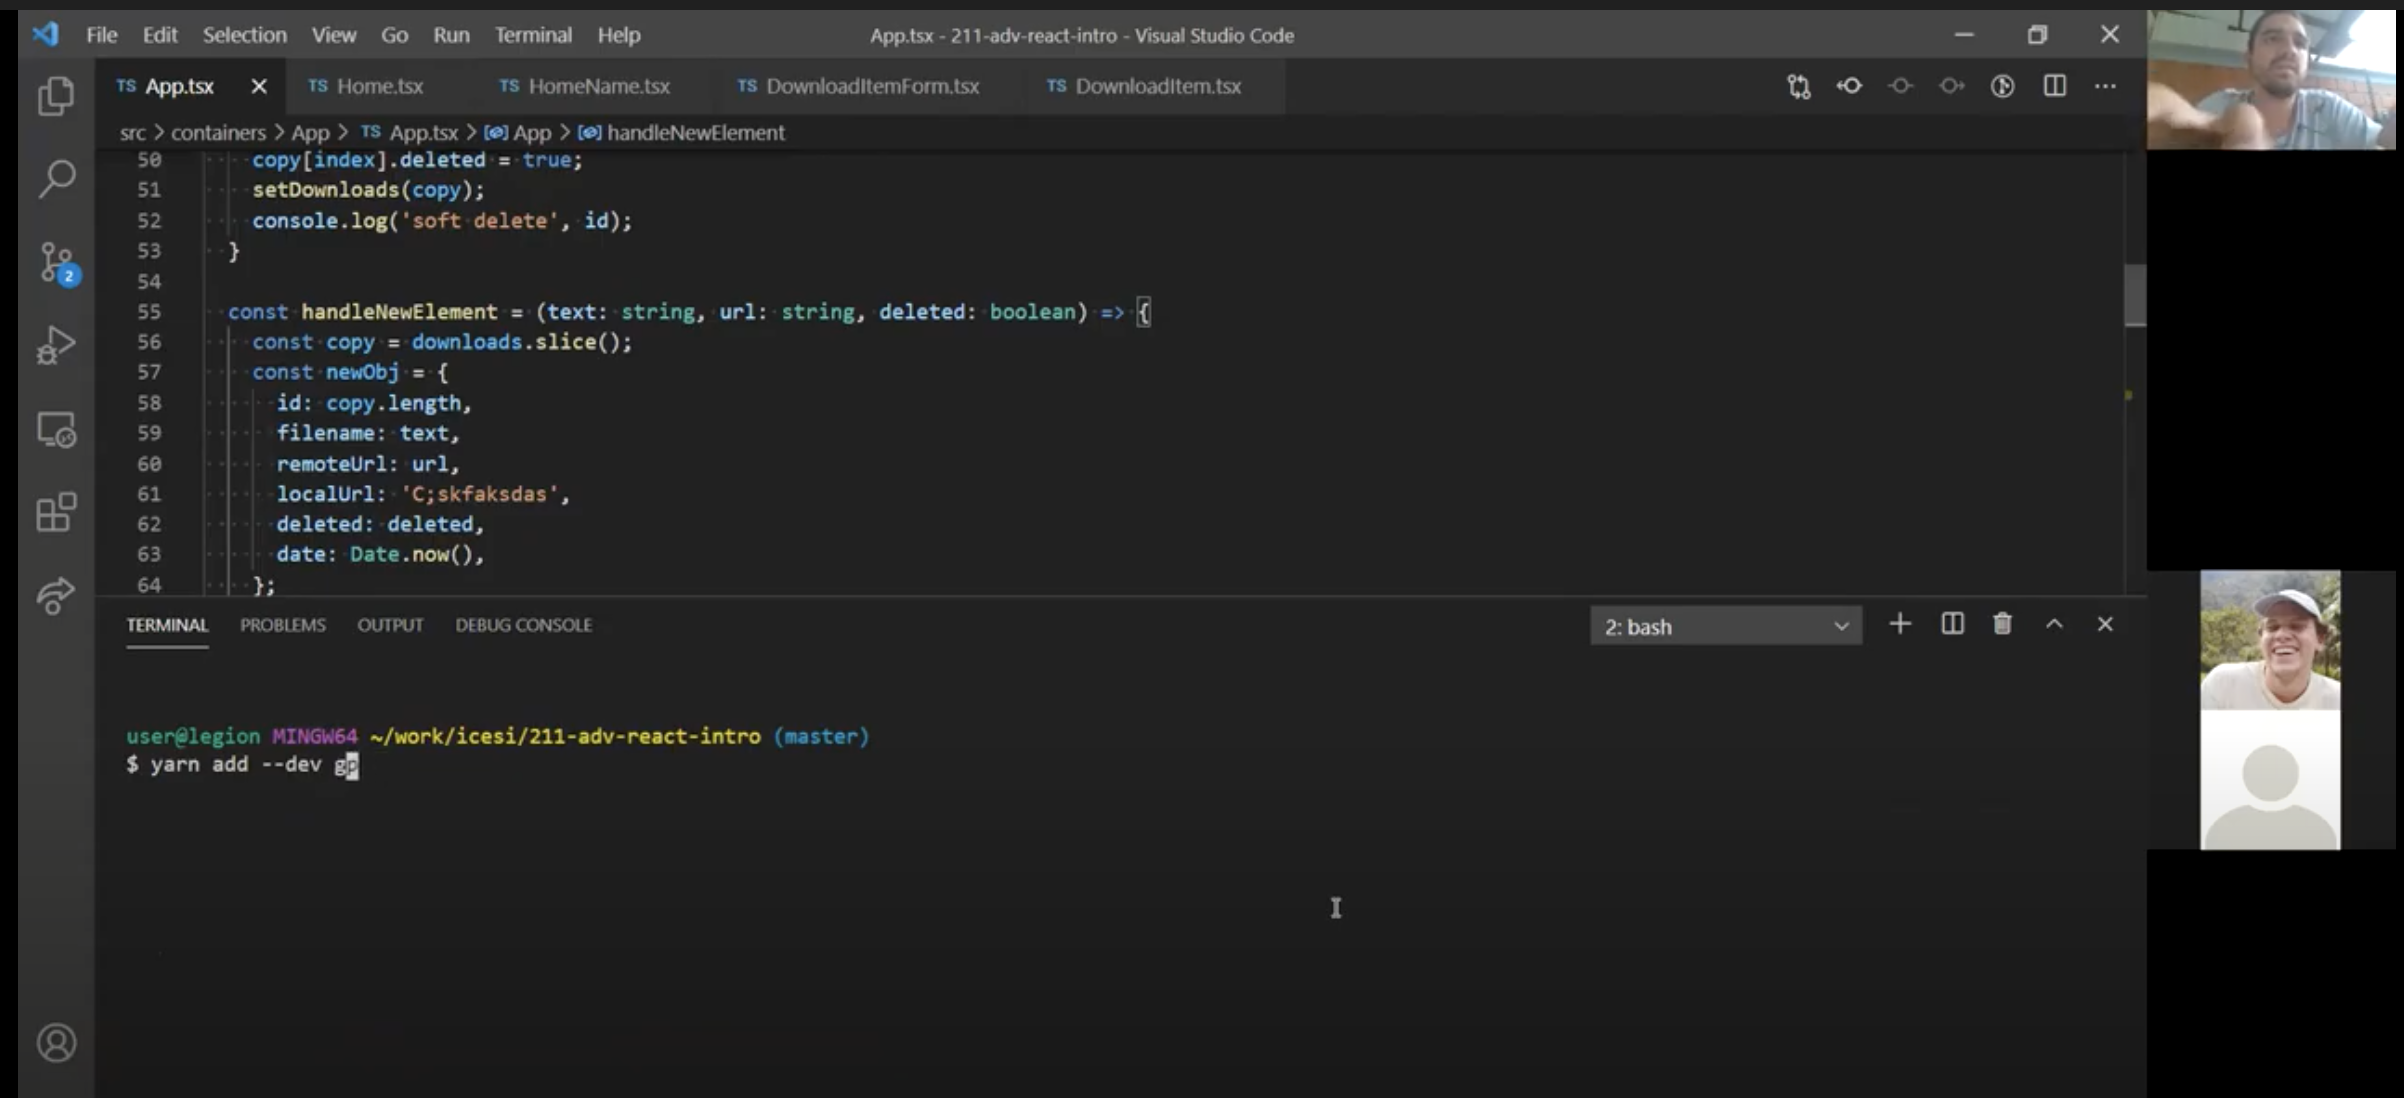 File Edit Selection View Go Run Terminal Help App.tsx - 211-adv-react-intro - Visual Studio Code
TS App.tsx TS Home.tsx TS HomeName.tsx TS DownloadItemForm.tsx TS DownloadItem.tsx
src > containers > App > TS App.tsx > App > handleNewElement
50 copy[index].deleted = true;
51 setDownloads(copy);
52 console.log('soft delete', id);
53 }
54
55 const handleNewElement = (text: string, url: string, deleted: boolean) => {
56 const copy = downloads.slice();
57 const newObj = {
58 id: copy.length,
59 filename: text,
60 remoteUrl: url,
61 localUrl: 'C;skfaksdas',
62 deleted: deleted,
63 date: Date.now(),
64 };
2
TERMINAL PROBLEMS OUTPUT DEBUG CONSOLE 2: bash
user@legion MINGW64 ~/work/icesi/211-adv-react-intro (master)
$ yarn add --dev gp